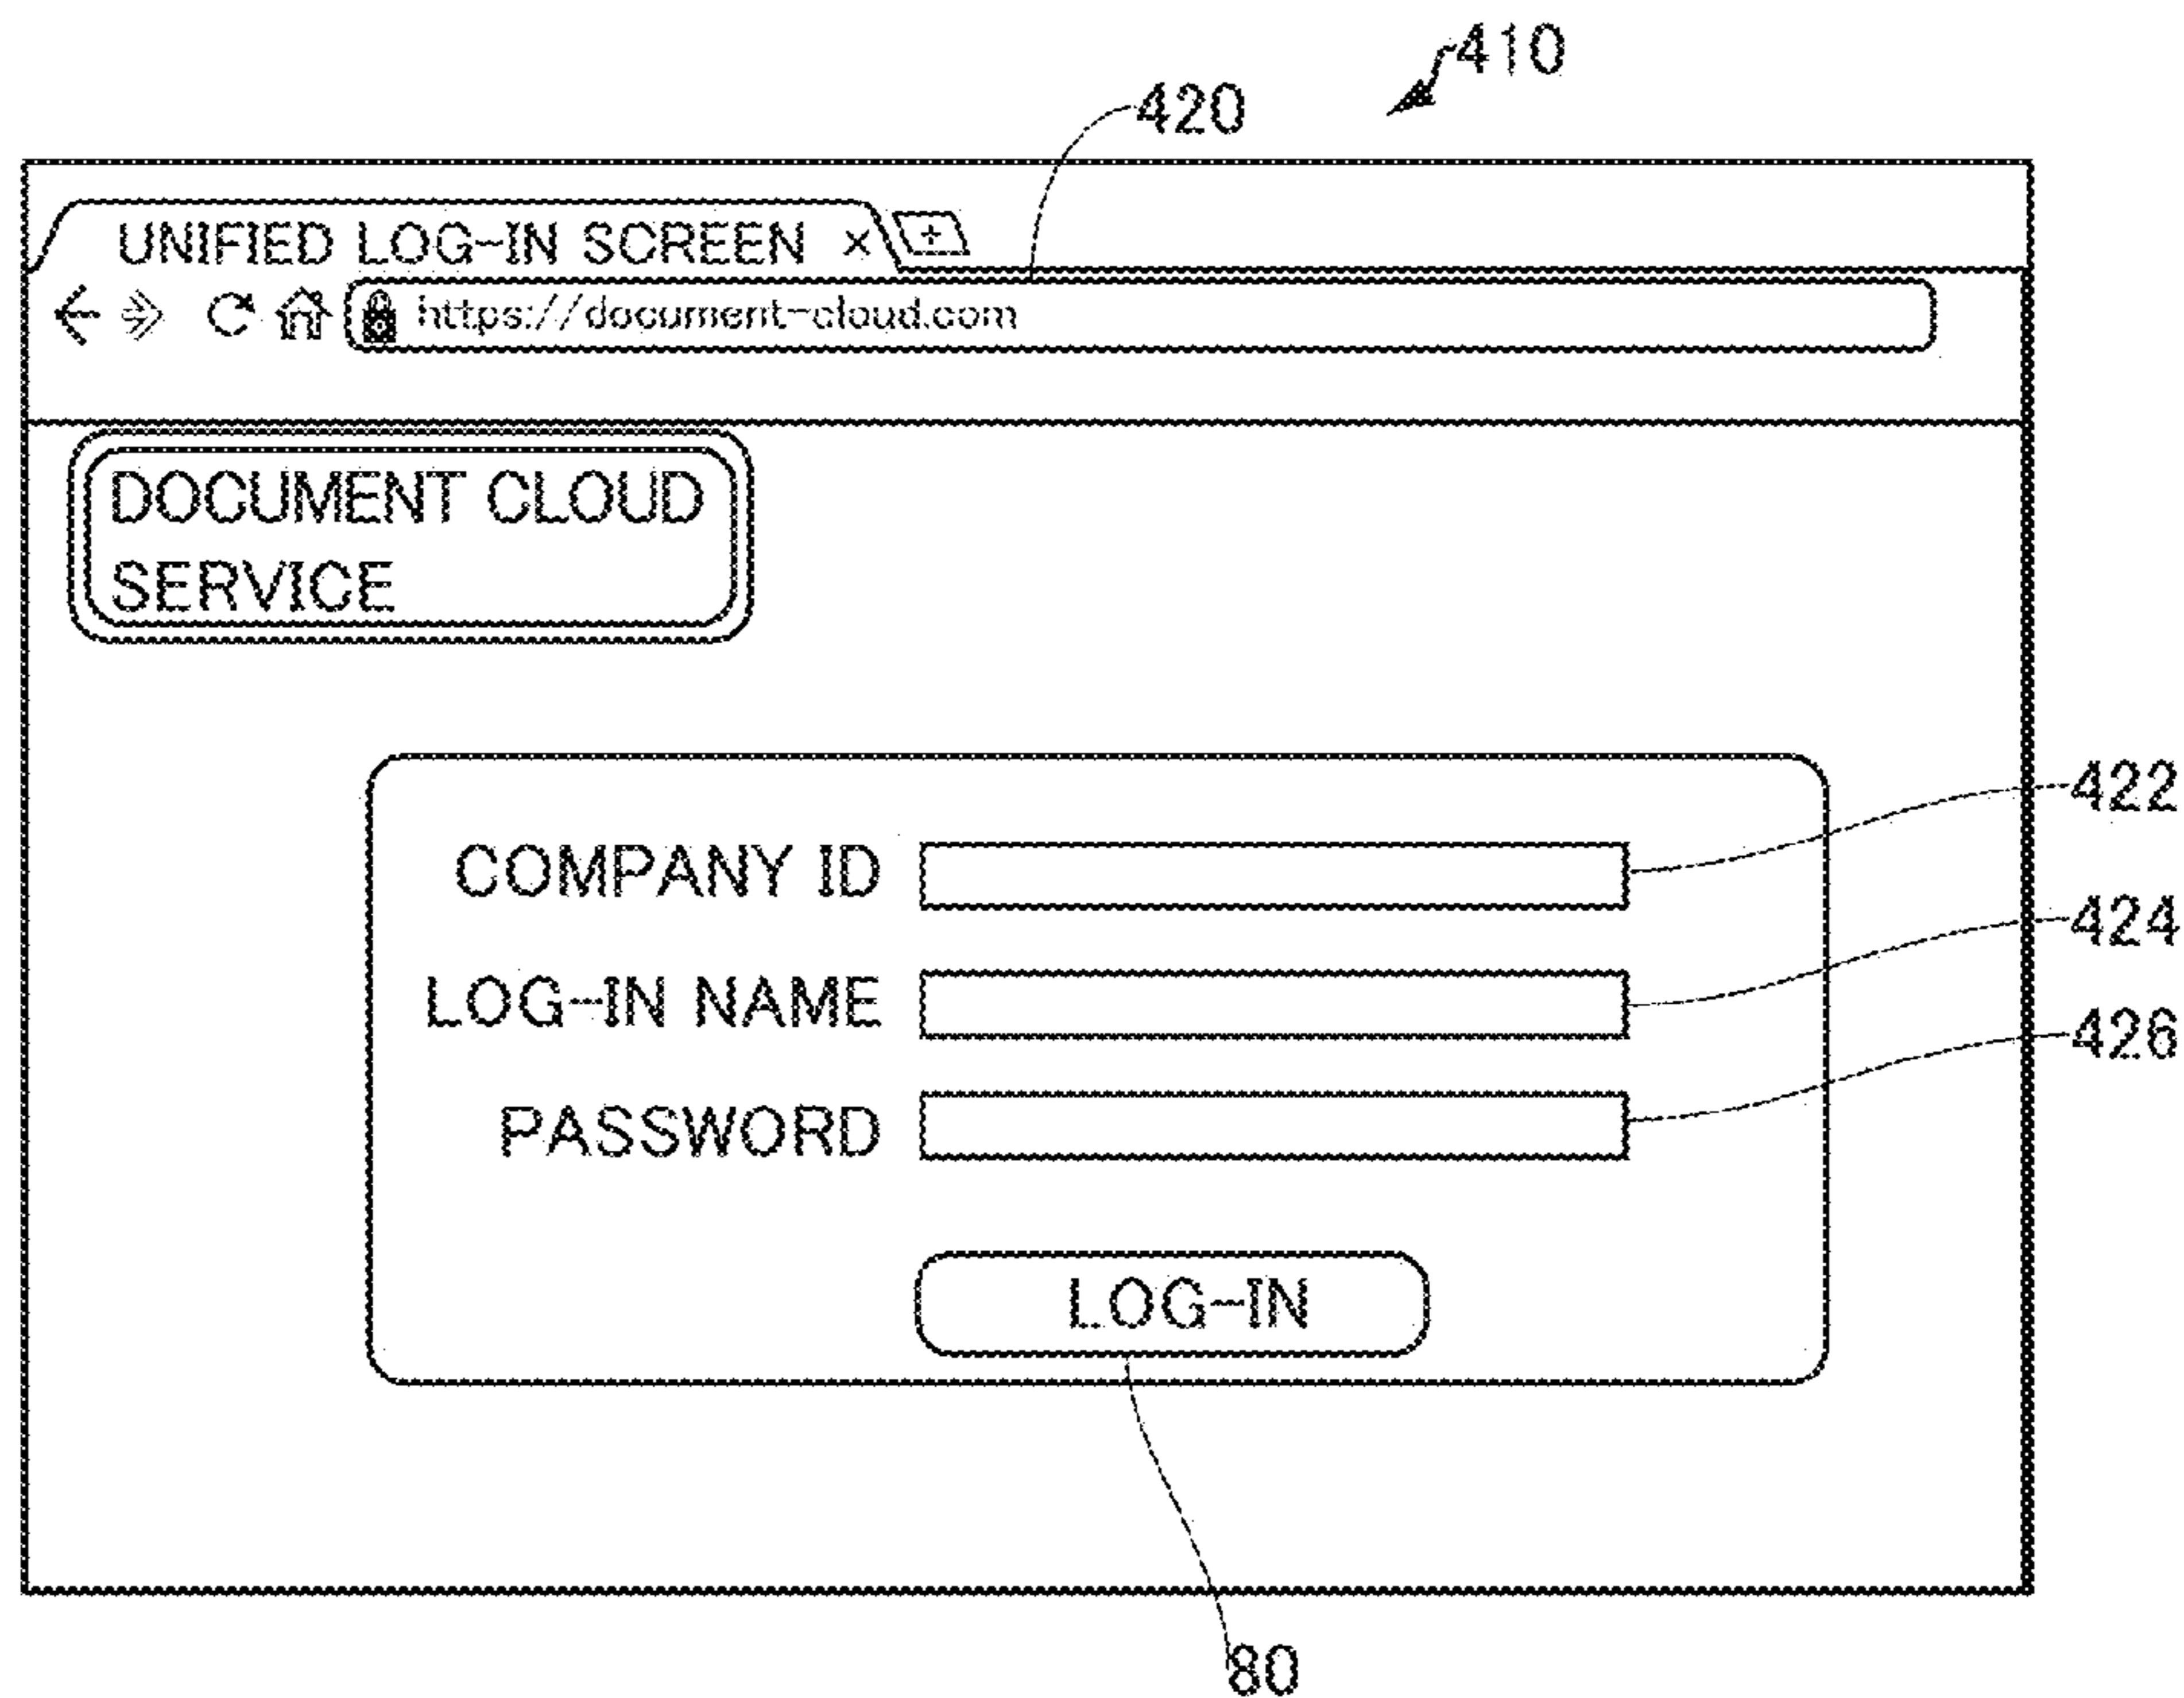 410
420
UNIFIED LOG-IN SCREEN × +
https://document-cloud.com
DOCUMENT CLOUD
SERVICE
422
COMPANY ID
424
LOG-IN NAME
426
PASSWORD
LOG-IN
80